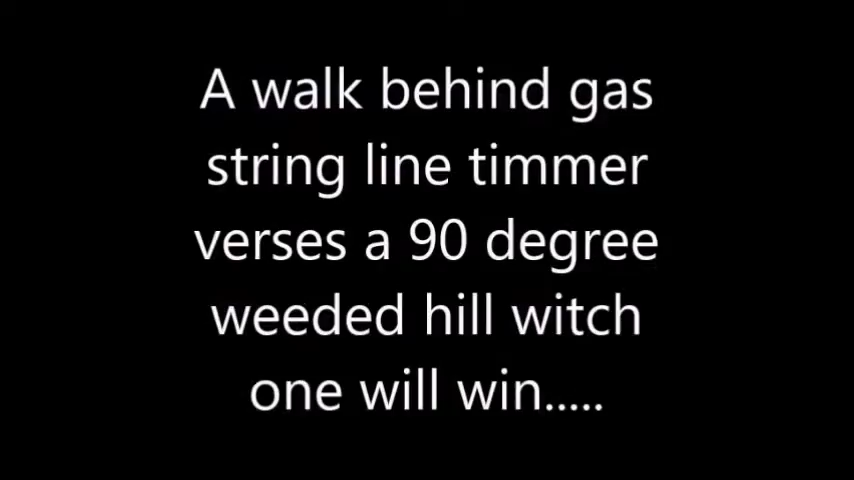 A walk behind gas
string line timmer
verses a 90 degree
weeded hill witch
one will win.....